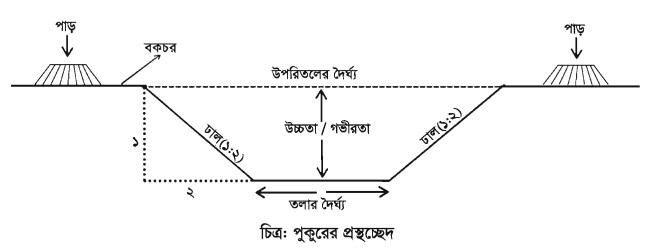 পাড়
পাড়
বকচর
উপরিতলের দৈর্ঘ্য
ঢাল(১:২)
উচ্চতা / গভীরতা
ঢাল(১:২)
১
২
তলার দৈর্ঘ্য
চিত্র: পুকুরের প্রস্থচ্ছেদ